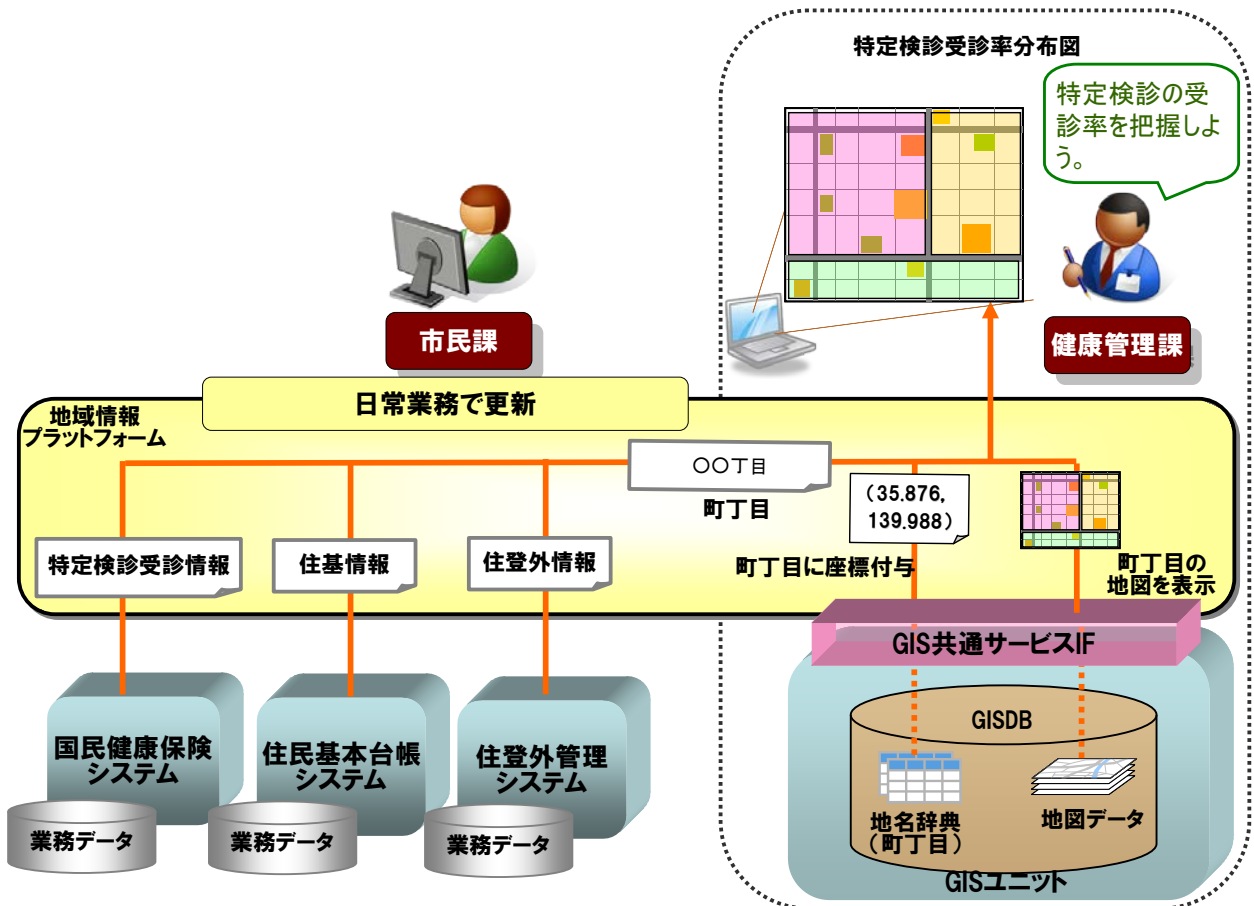 特定検診受診率分布図
特定検診の受
診率を把握しよ
う。
市民課
健康管理課
日常業務で更新
地域情報
プラットフォーム
〇〇丁目
町丁目
（35.876,
139.988）
特定検診受診情報
住基情報
住登外情報
町丁目に座標付与
町丁目の
地図を表示
GIS共通サービスIF
国民健康保険
システム
住民基本台帳
システム
住登外管理
システム
業務データ
業務データ
業務データ
GISDB
地名辞典
（町丁目）
地図データ
GISユニット